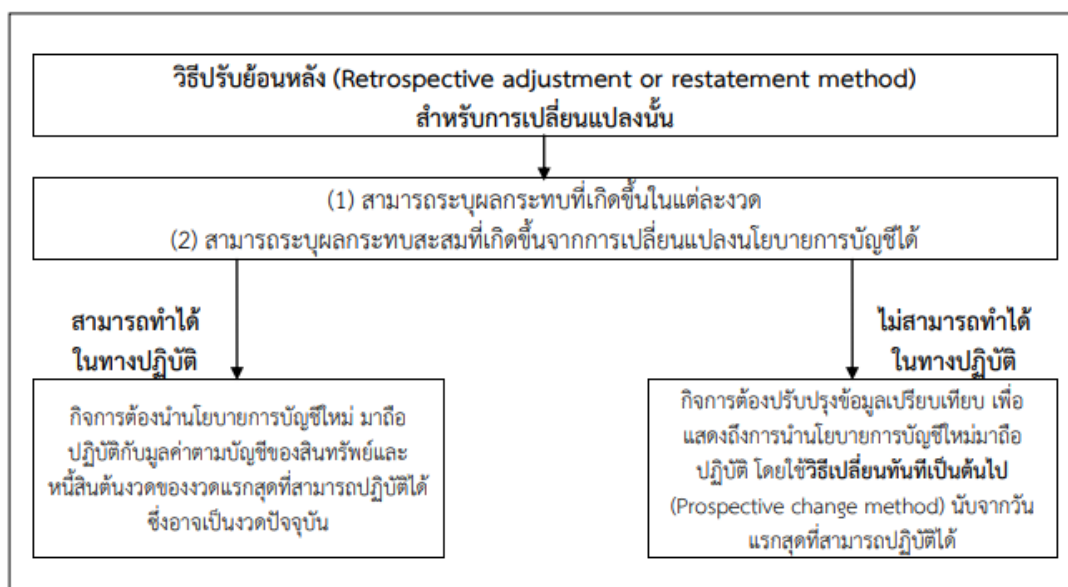 วิธีปรับย้อนหลัง (Retrospective adjustment or restatement method)
สำหรับการเปลี่ยนแปลงนั้น
(1) สามารถระบุผลกระทบที่เกิดขึ้นในแต่ละงวด
(2) สามารถระบุผลกระทบสะสมที่เกิดขึ้นจากการเปลี่ยนแปลงนโยบายการบัญชีได้
สามารถทำได้
ในทางปฏิบัติ
กิจการต้องนำนโยบายการบัญชีใหม่ มาถือ
ปฏิบัติกับมูลค่าตามบัญชีของสินทรัพย์และ
หนี้สินต้นงวดของงวดแรกสุดที่สามารถปฏิบัติได้
ซึ่งอาจเป็นงวดปัจจุบัน
ไม่สามารถทำได้
ในทางปฏิบัติ
กิจการต้องปรับปรุงข้อมูลเปรียบเทียบ เพื่อ
แสดงถึงการนำนโยบายการบัญชีใหม่มาถือ
ปฏิบัติ โดยใช้วิธีเปลี่ยนทันทีเป็นต้นไป
(Prospective change method) นับจากวัน
แรกสุดที่สามารถปฏิบัติได้